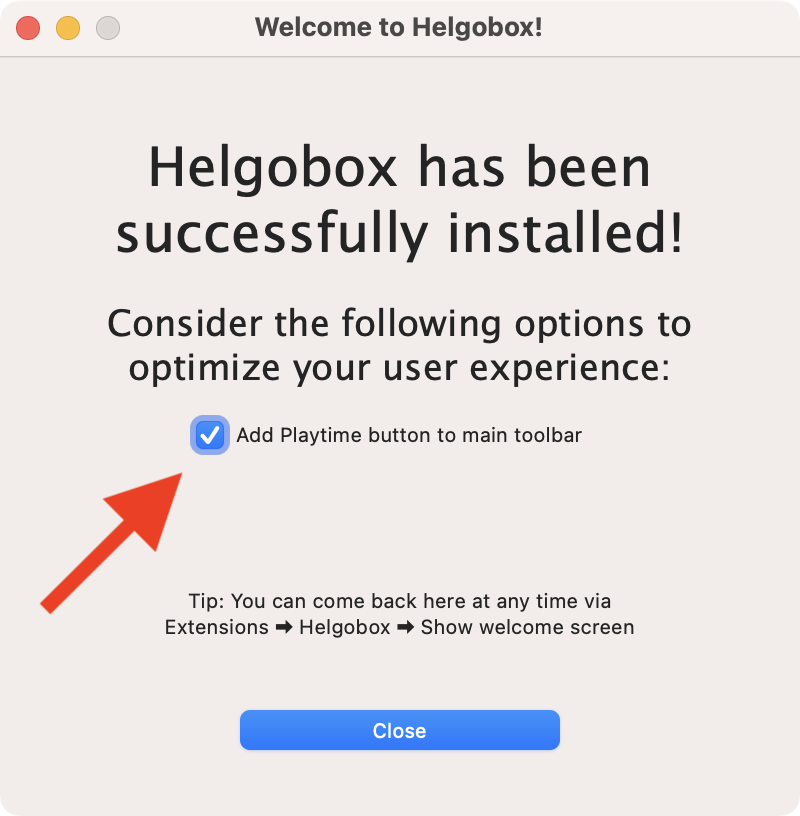 Welcome to Helgobox!
Helgobox has been
successfully installed!
Consider the following options to
optimize your user experience:
Add Playtime button to main toolbar
Tip: You can come back here at any time via
Extensions ➡ Helgobox ➡ Show welcome screen
Close